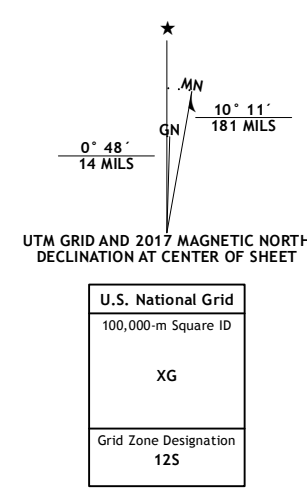 ★
MN
GN
10° 11´
181 MILS
0° 48´
14 MILS
UTM GRID AND 2017 MAGNETIC NORTH
DECLINATION AT CENTER OF SHEET
U.S. National Grid
100,000-m Square ID
XG
Grid Zone Designation
12S